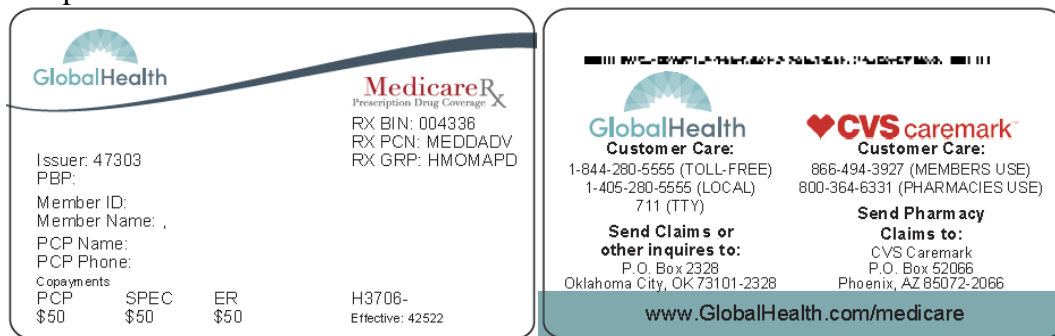 GlobalHealth
MedicareRx
Prescription Drug Coverage
RX BIN: 004336
RX PCN: MEDDADV
RX GRP: HMOMAPD
Issuer: 47303
PBP:
Member ID:
Member Name: ,
PCP Name:
PCP Phone:
Copayments
PCP SPEC ER
$50 $50 $50
H3706-
Effective: 42522
GlobalHealth
Customer Care:
1-844-280-5555 (TOLL-FREE)
1-405-280-5555 (LOCAL)
711 (TTY)
Send Claims or
other inquires to:
P.O. Box 2328
Oklahoma City, OK 73101-2328
CVS caremark™
Customer Care:
866-494-3927 (MEMBERS USE)
800-364-6331 (PHARMACIES USE)
Send Pharmacy
Claims to:
CVS Caremark
P.O. Box 52066
Phoenix, AZ 85072-2066
www.GlobalHealth.com/medicare